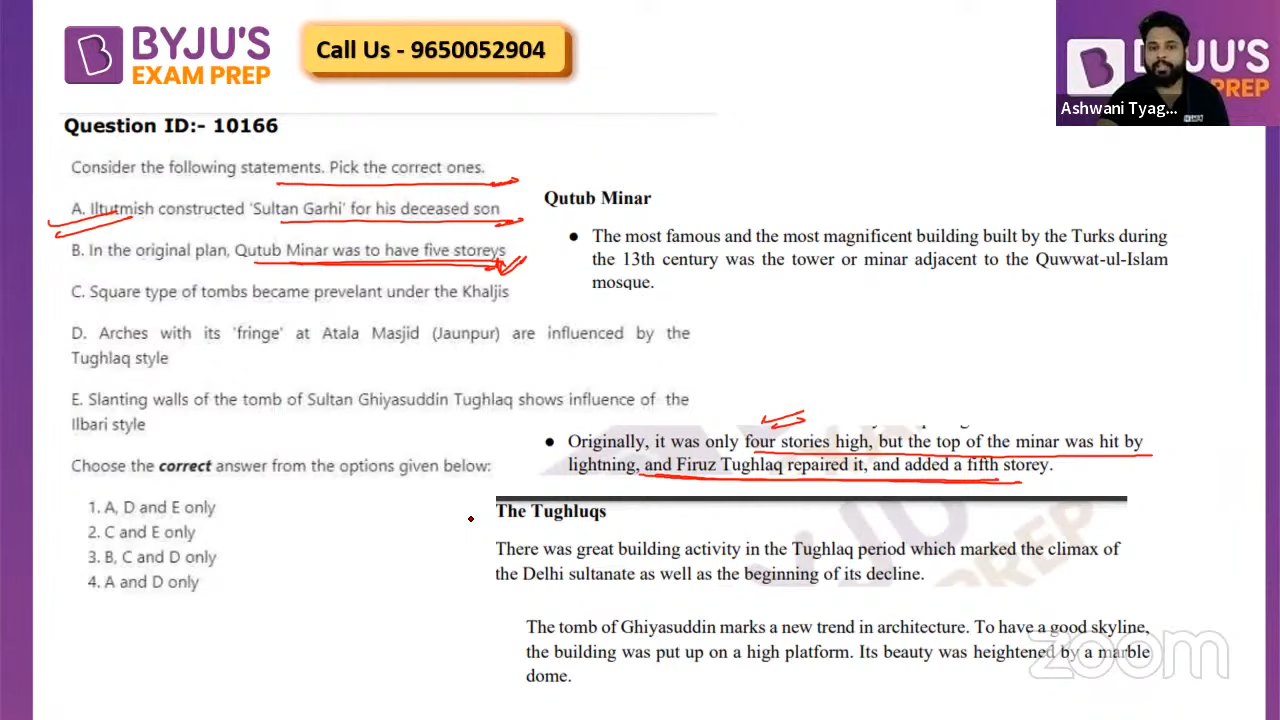 BYJU'S
EXAM PREP
Call Us - 9650052904
BYJU'S
PREP
Ashwani Tyag...
Question ID:- 10166
Consider the following statements. Pick the correct ones.
A. Iltutmish constructed 'Sultan Garhi' for his deceased son
B. In the original plan, Qutub Minar was to have five storeys
C. Square type of tombs became prevelant under the Khaljis
D. Arches with its 'fringe' at Atala Masjid (Jaunpur) are influenced by the
Tughlaq style
E. Slanting walls of the tomb of Sultan Ghiyasuddin Tughlaq shows influence of the
Ilbari style
Choose the correct answer from the options given below:
1. A, D and E only
2. C and E only
3. B, C and D only
4. A and D only
Qutub Minar
● The most famous and the most magnificent building built by the Turks during
the 13th century was the tower or minar adjacent to the Quwwat-ul-Islam
mosque.
● Originally, it was only four stories high, but the top of the minar was hit by
lightning, and Firuz Tughlaq repaired it, and added a fifth storey.
The Tughluqs
There was great building activity in the Tughlaq period which marked the climax of
the Delhi sultanate as well as the beginning of its decline.
The tomb of Ghiyasuddin marks a new trend in architecture. To have a good skyline,
the building was put up on a high platform. Its beauty was heightened by a marble
dome.
zoom